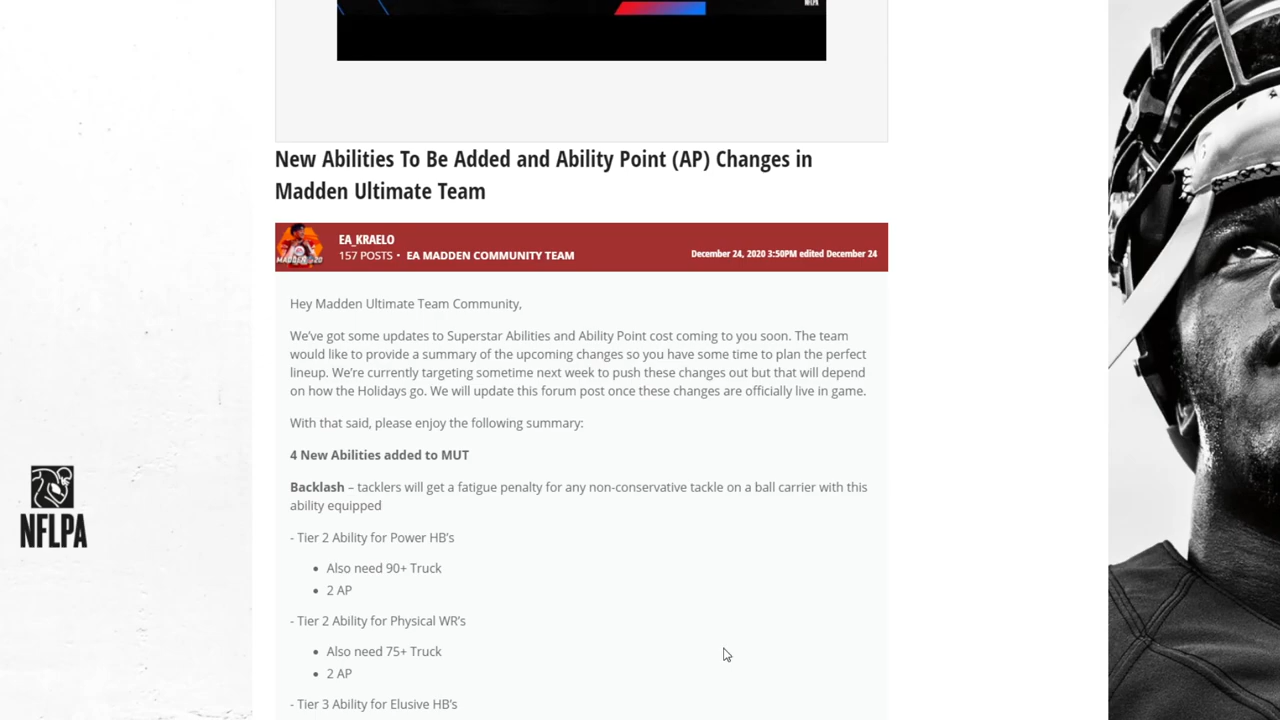 NFLPA
New Abilities To Be Added and Ability Point (AP) Changes in
Madden Ultimate Team
EA_KRAELO
157 POSTS • EA MADDEN COMMUNITY TEAM
December 24, 2020 3:50PM edited December 24
MADDEN 20
Hey Madden Ultimate Team Community,
We've got some updates to Superstar Abilities and Ability Point cost coming to you soon. The team
would like to provide a summary of the upcoming changes so you have some time to plan the perfect
lineup. We're currently targeting sometime next week to push these changes out but that will depend
on how the Holidays go. We will update this forum post once these changes are officially live in game.
With that said, please enjoy the following summary:
4 New Abilities added to MUT
Backlash – tacklers will get a fatigue penalty for any non-conservative tackle on a ball carrier with this
ability equipped
- Tier 2 Ability for Power HB's
• Also need 90+ Truck
• 2 AP
- Tier 2 Ability for Physical WR's
• Also need 75+ Truck
• 2 AP
- Tier 3 Ability for Elusive HB's
NFLPA